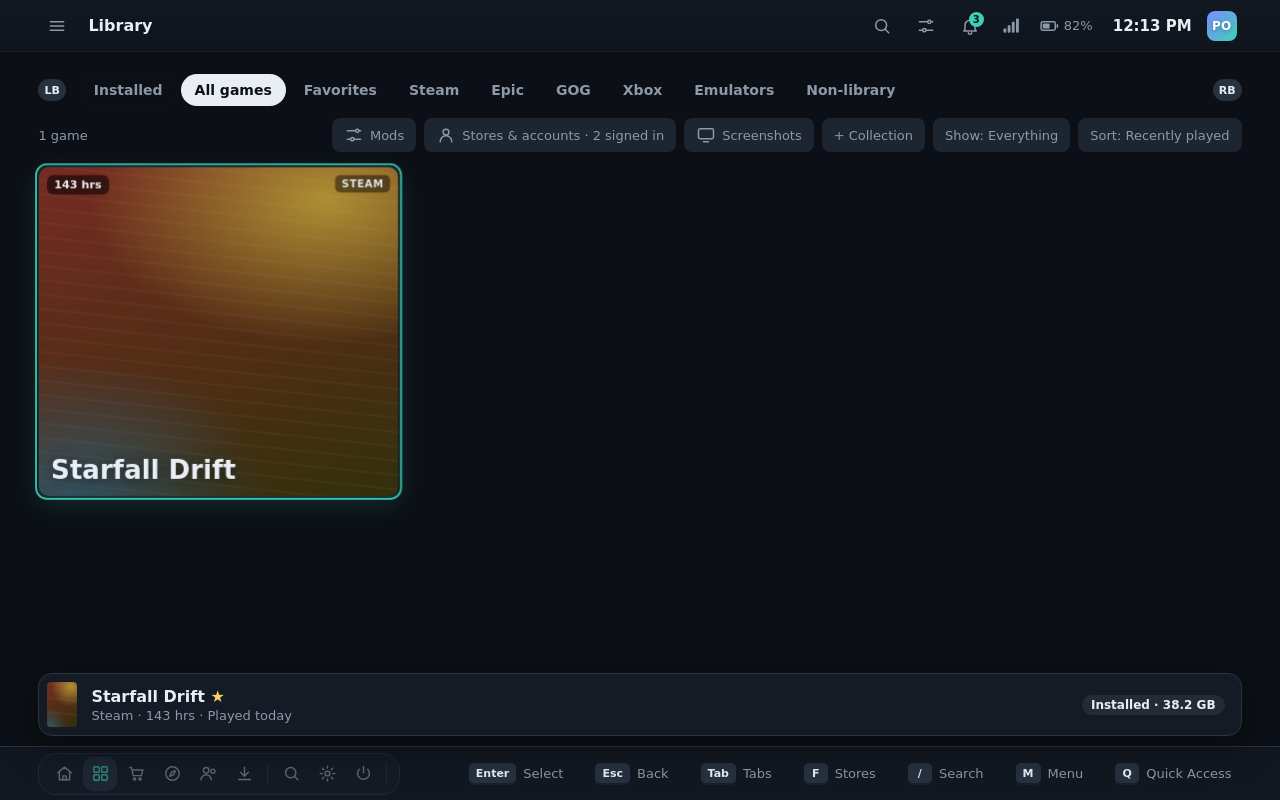 Library
3
82%
12:13 PM
PO
LB
Installed
All games
Favorites
Steam
Epic
GOG
Xbox
Emulators
Non-library
RB
1 game
Mods
Stores & accounts · 2 signed in
Screenshots
+ Collection
Show: Everything
Sort: Recently played
143 hrs
STEAM
Starfall Drift
Starfall Drift ★
Steam · 143 hrs · Played today
Installed · 38.2 GB
Enter Select
Esc Back
Tab Tabs
F Stores
/ Search
M Menu
Q Quick Access